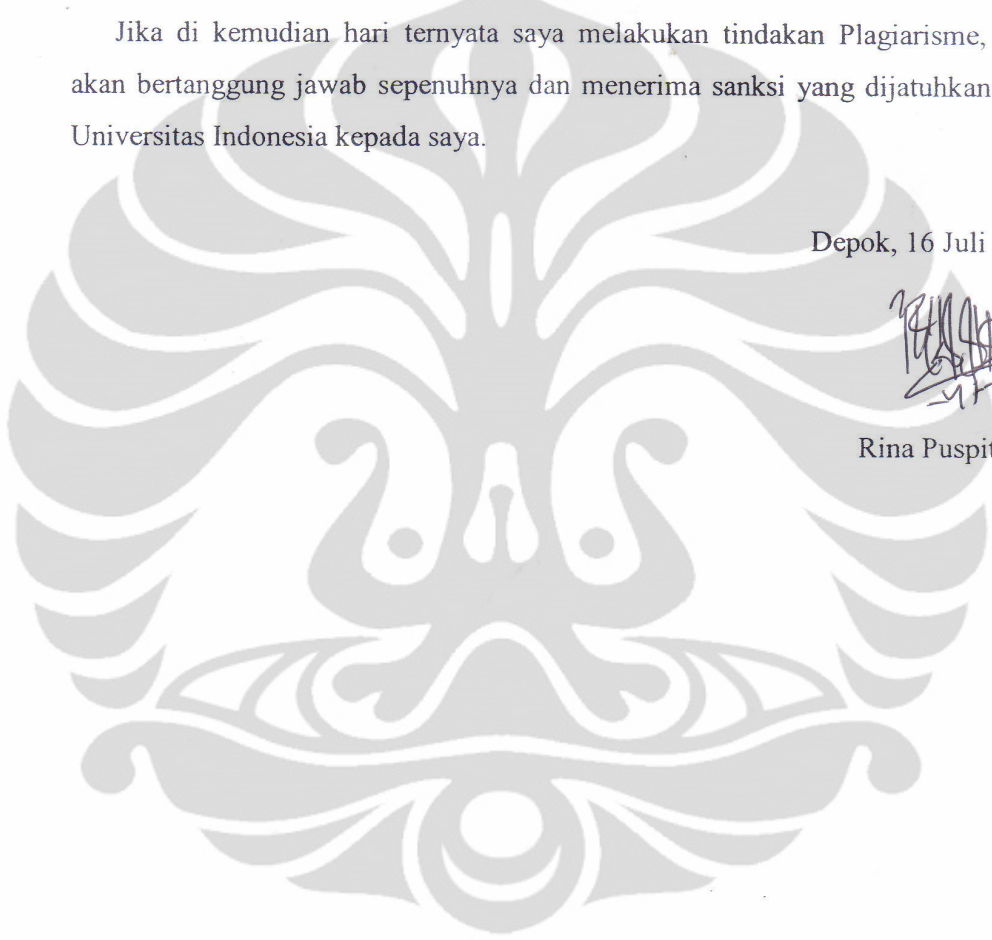 Jika di kemudian hari ternyata saya melakukan tindakan Plagiarisme,
akan bertanggung jawab sepenuhnya dan menerima sanksi yang dijatuhkan
Universitas Indonesia kepada saya.
Depok, 16 Juli
Rina Puspit